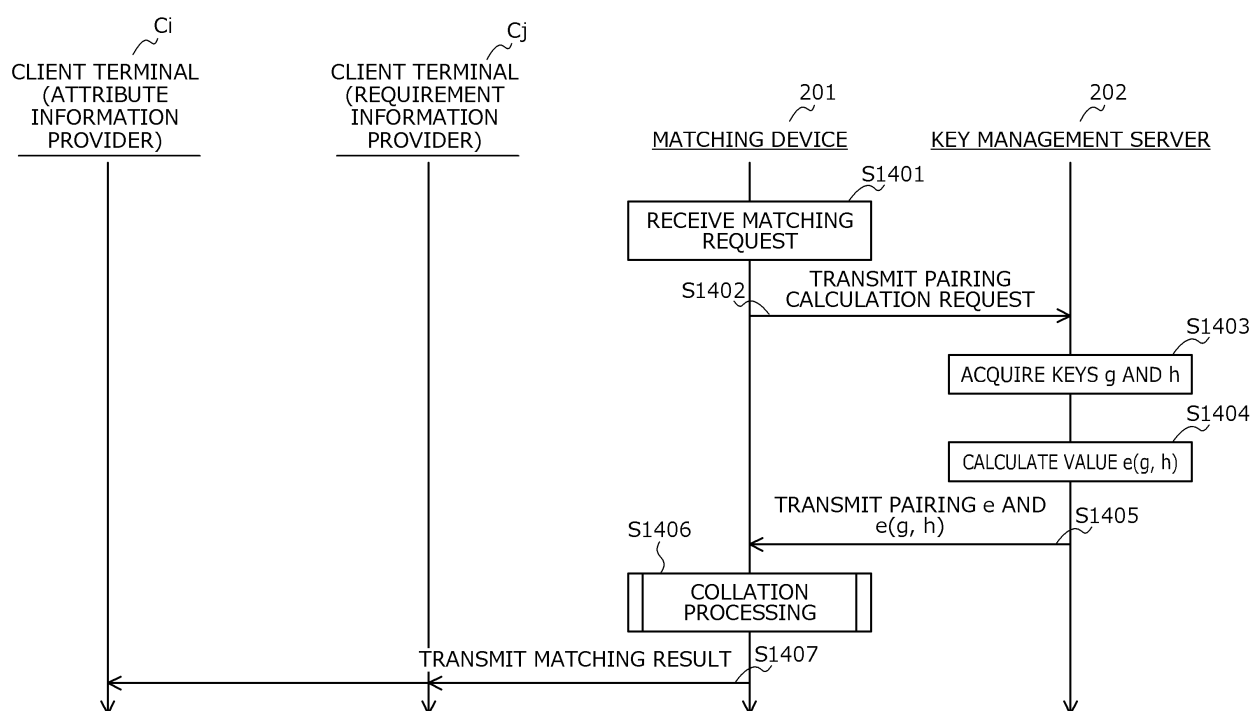 Ci
CLIENT TERMINAL
(ATTRIBUTE
INFORMATION
PROVIDER)
Cj
CLIENT TERMINAL
(REQUIREMENT
INFORMATION
PROVIDER)
201
MATCHING DEVICE
202
KEY MANAGEMENT SERVER
S1401
RECEIVE MATCHING
REQUEST
S1402
TRANSMIT PAIRING
CALCULATION REQUEST
S1403
ACQUIRE KEYS g AND h
S1404
CALCULATE VALUE e(g, h)
TRANSMIT PAIRING e AND
e(g, h)
S1405
S1406
COLLATION
PROCESSING
TRANSMIT MATCHING RESULT
S1407